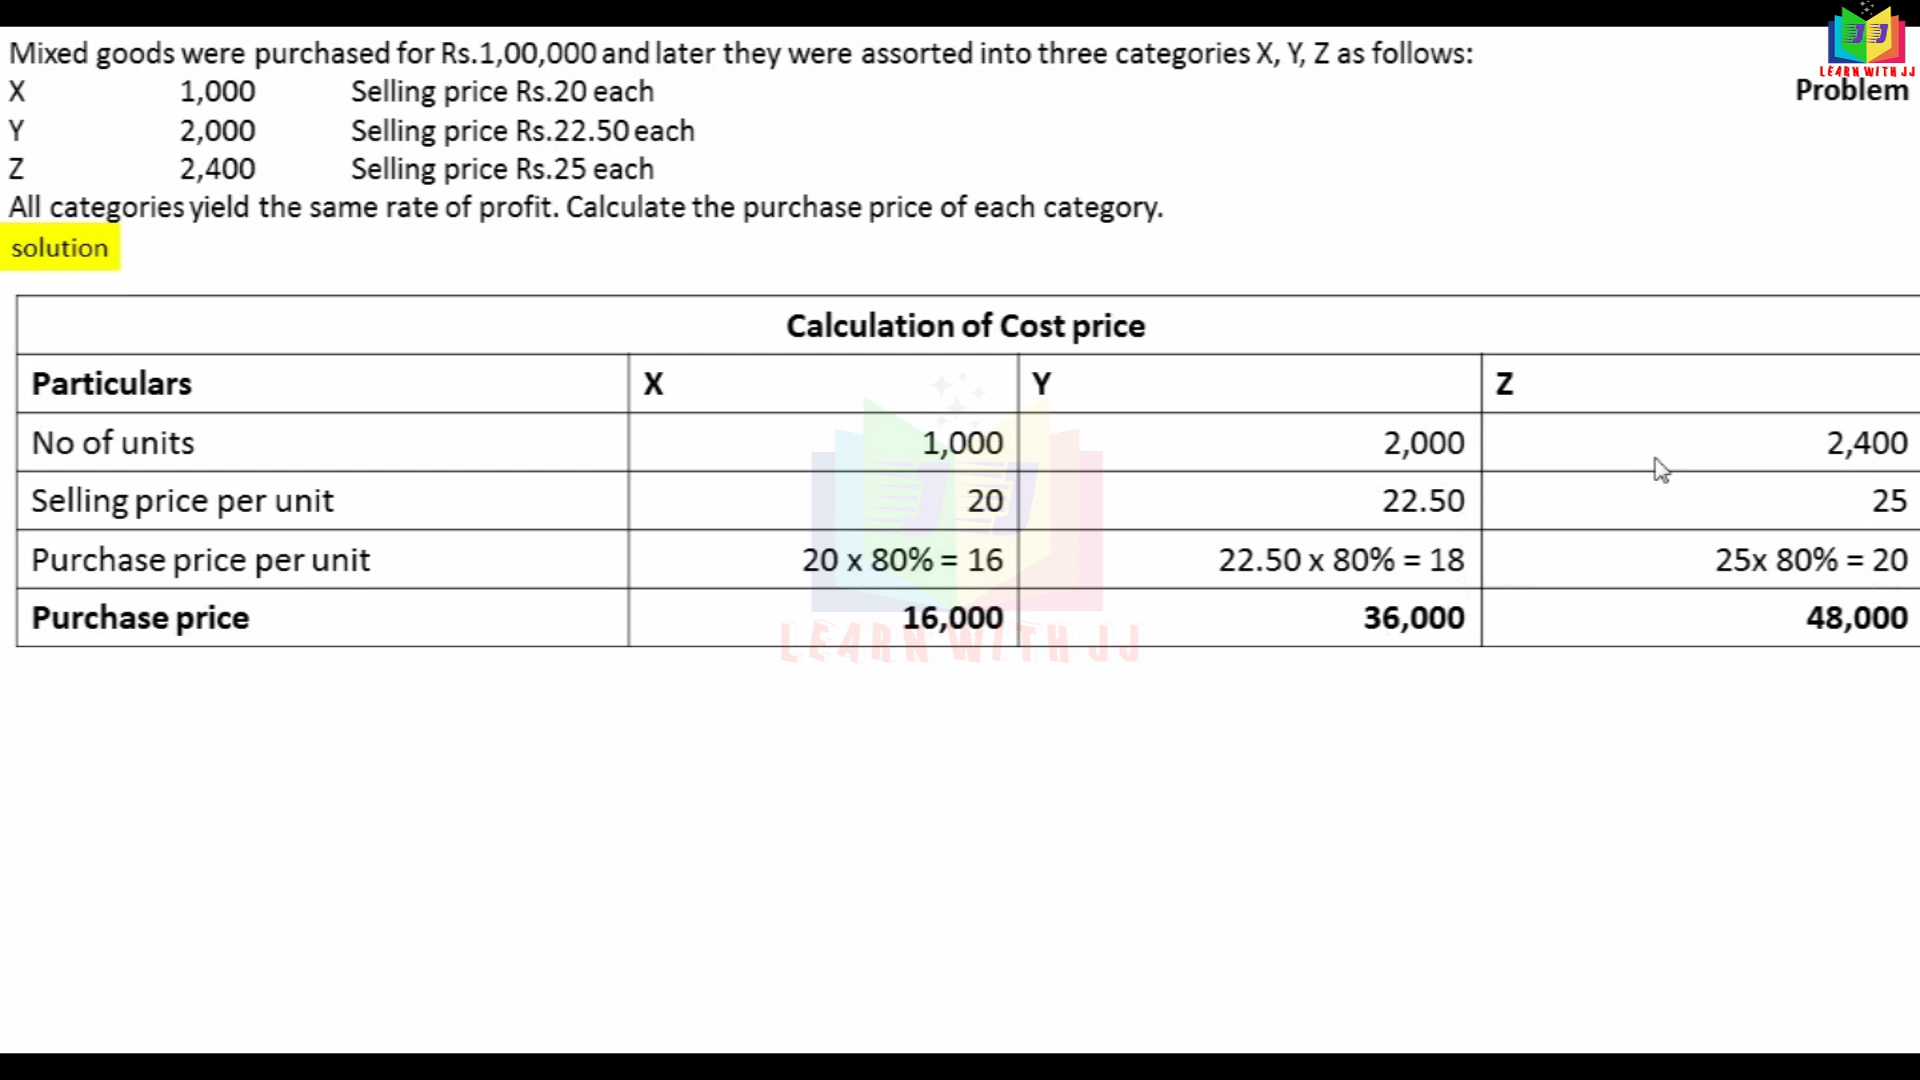 LEARN WITH JJ
Mixed goods were purchased for Rs.1,00,000 and later they were assorted into three categories X, Y, Z as follows:
Problem
X 1,000 Selling price Rs.20 each
Y 2,000 Selling price Rs.22.50 each
Z 2,400 Selling price Rs.25 each
All categories yield the same rate of profit. Calculate the purchase price of each category.
solution
Calculation of Cost price
Particulars X Y Z
No of units 1,000 2,000 2,400
Selling price per unit 20 22.50 25
Purchase price per unit 20 x 80% = 16 22.50 x 80% = 18 25x 80% = 20
Purchase price 16,000 36,000 48,000
LEARN WITH JJ